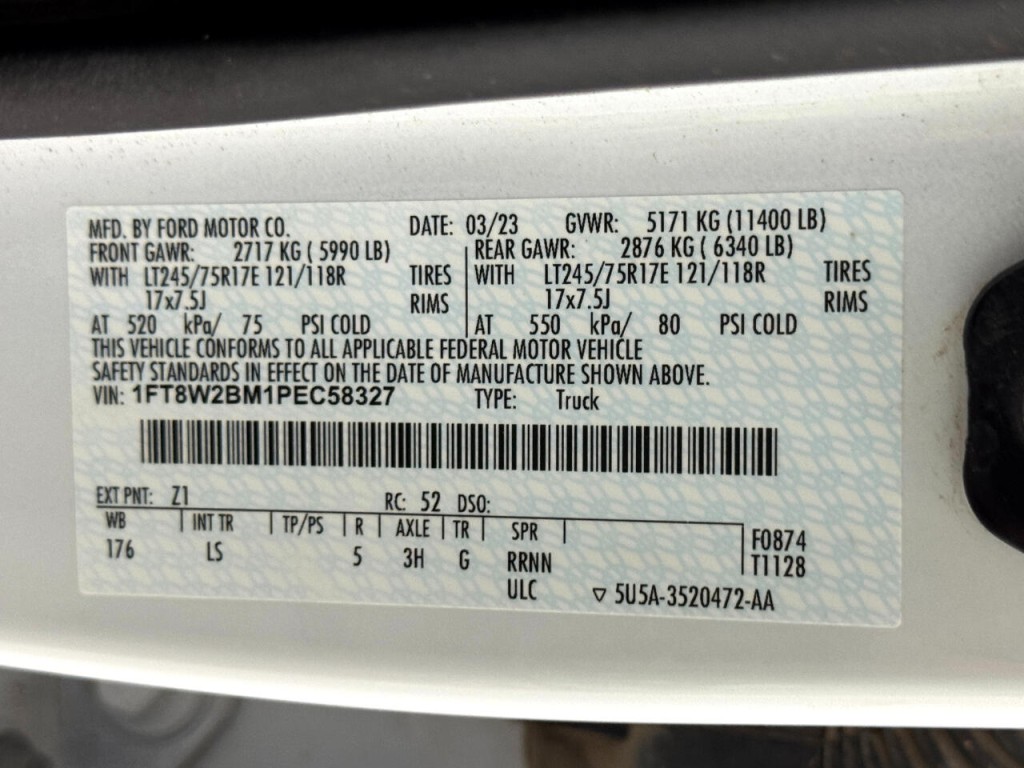 MFD. BY FORD MOTOR CO. DATE: 03/23 GVWR: 5171 KG (11400 LB)
FRONT GAWR: 2717 KG ( 5990 LB) REAR GAWR: 2876 KG ( 6340 LB)
WITH LT245/75R17E 121/118R TIRES WITH LT245/75R17E 121/118R TIRES
17x7.5J RIMS 17x7.5J RIMS
AT 520 kPa/ 75 PSI COLD AT 550 kPa/ 80 PSI COLD
THIS VEHICLE CONFORMS TO ALL APPLICABLE FEDERAL MOTOR VEHICLE
SAFETY STANDARDS IN EFFECT ON THE DATE OF MANUFACTURE SHOWN ABOVE.
VIN: 1FT8W2BM1PEC58327 TYPE: Truck
EXT PNT: Z1 RC: 52 DSO:
WB INT TR TP/PS R AXLE TR SPR F0874
176 LS 5 3H G RRNN T1128
ULC ▽ 5U5A-3520472-AA